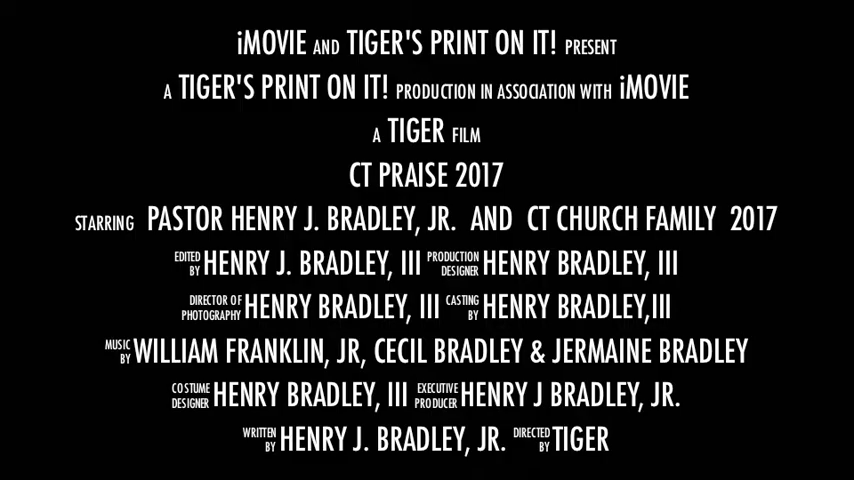 iMOVIE AND TIGER'S PRINT ON IT! PRESENT
A TIGER'S PRINT ON IT! PRODUCTION IN ASSOCIATION WITH iMOVIE
A TIGER FILM
CT PRAISE 2017
STARRING PASTOR HENRY J. BRADLEY, JR. AND CT CHURCH FAMILY 2017
EDITED BY HENRY J. BRADLEY, III PRODUCTION DESIGNER HENRY BRADLEY, III
DIRECTOR OF PHOTOGRAPHY HENRY BRADLEY, III CASTING BY HENRY BRADLEY,III
MUSIC BY WILLIAM FRANKLIN, JR, CECIL BRADLEY & JERMAINE BRADLEY
COSTUME DESIGNER HENRY BRADLEY, III EXECUTIVE PRODUCER HENRY J BRADLEY, JR.
WRITTEN BY HENRY J. BRADLEY, JR. DIRECTED BY TIGER